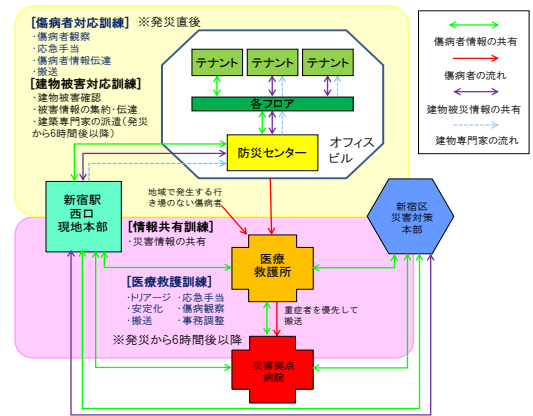 [傷病者対応訓練] ※発災直後
・傷病者観察
・応急手当
・傷病者情報伝達
・搬送
[建物被害対応訓練]
・建物被害確認
・被害情報の集約・伝達
・建築専門家の派遣(発災
から6時間後以降)
テナント
テナント
テナント
各フロア
防災センター
オフィス
ビル
傷病者情報の共有
傷病者の流れ
建物被災情報の共有
建物専門家の流れ
地域で発生する行
き場のない傷病者
新宿駅
西口
現地本部
新宿区
災害対策
本部
[情報共有訓練]
・災害情報の共有
医療
救護所
[医療救護訓練]
・トリアージ ・応急手当
・安定化 ・傷病観察
・搬送 ・事務調整
重症者を優先して
搬送
※発災から6時間後以降
災害拠点
病院